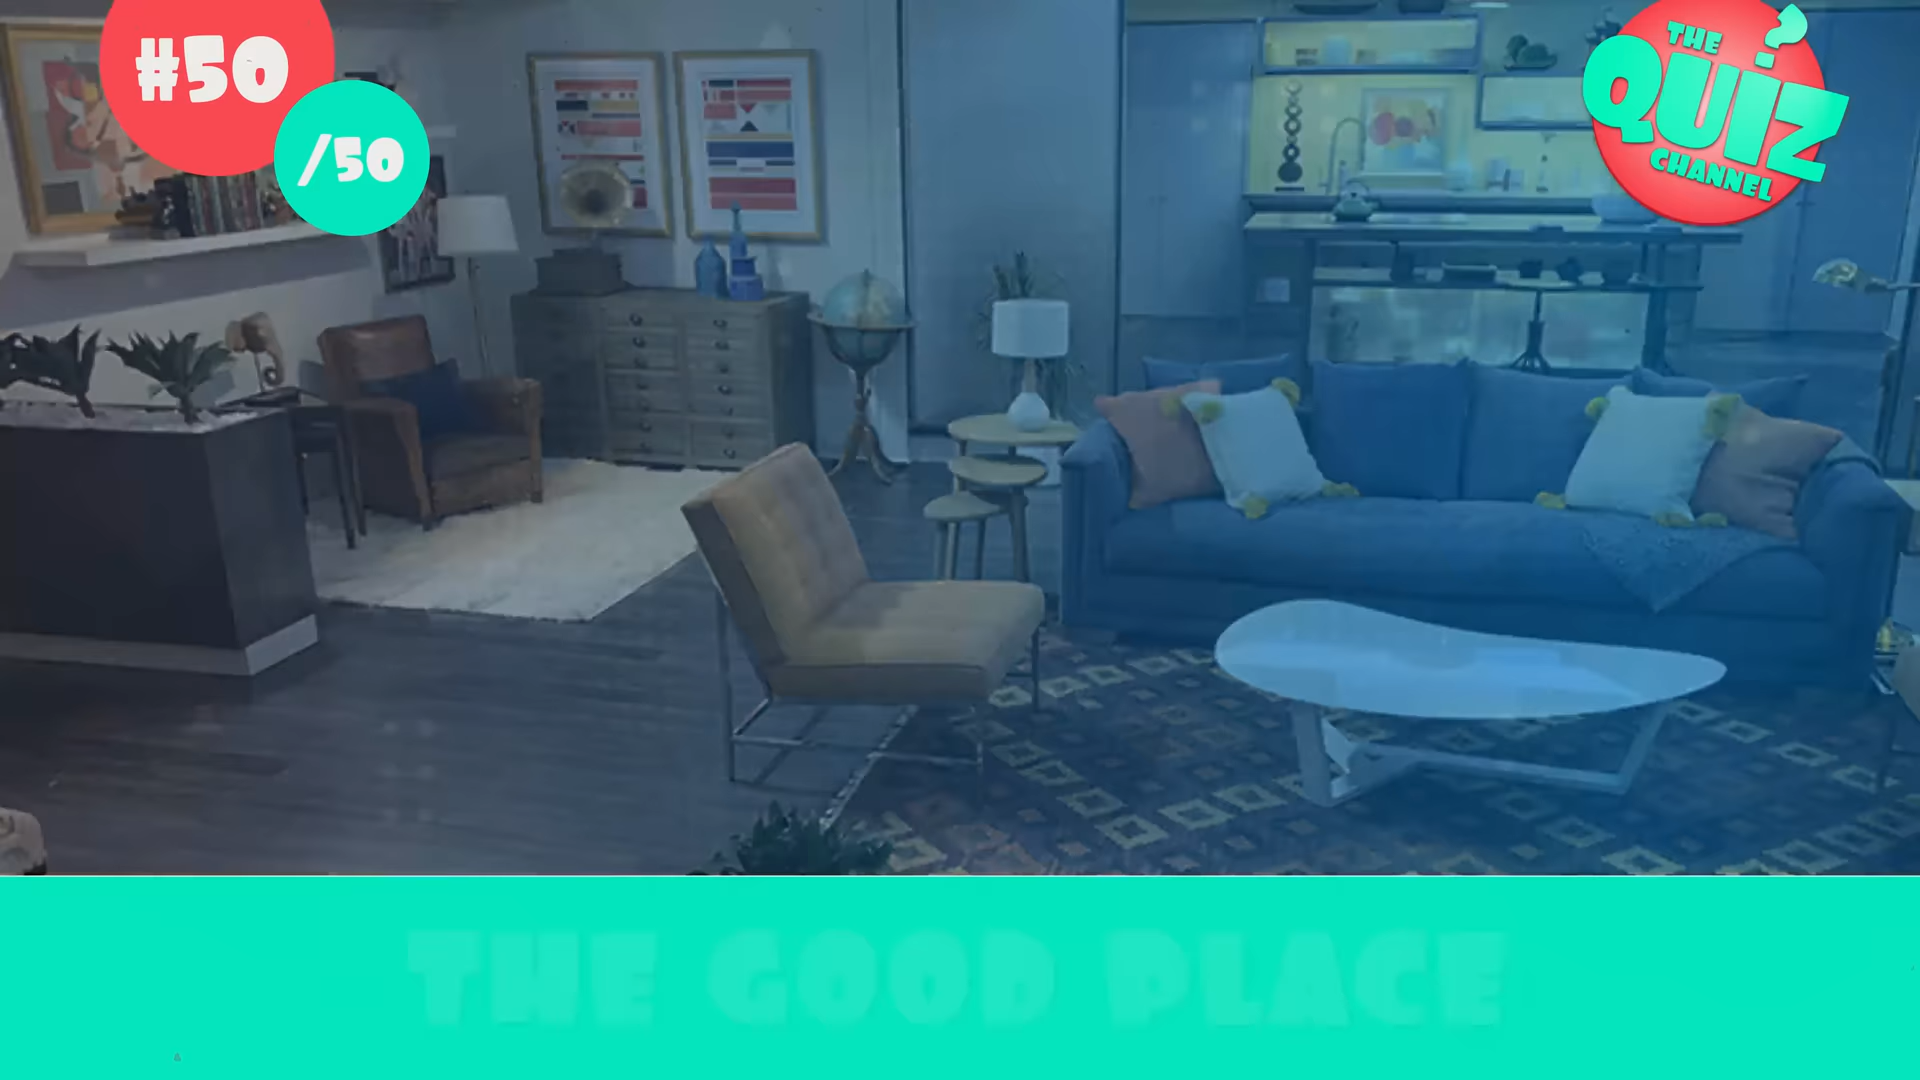 #50
/50
THE
QUIZ
CHANNEL
THE GOOD PLACE